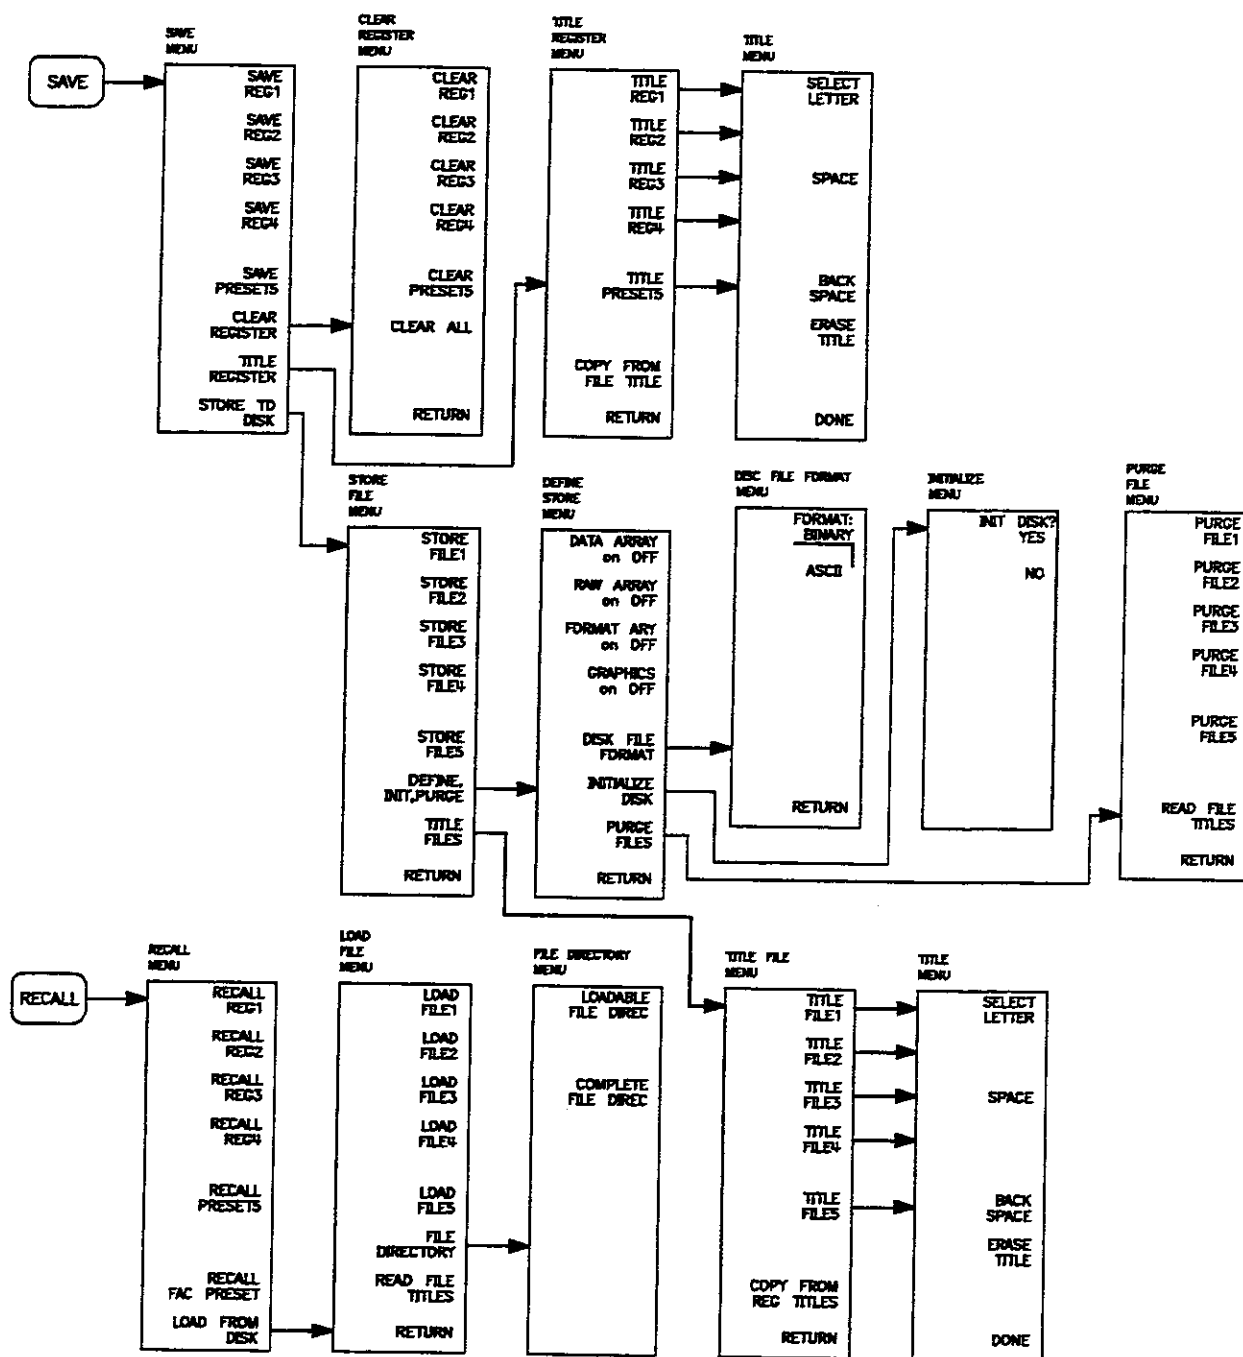 SAVE
SAVE
MENU
SAVE
REG1
SAVE
REG2
SAVE
REG3
SAVE
REG4
SAVE
PRESET5
CLEAR
REGISTER
TITLE
REGISTER
STORE TO
DISK
CLEAR
REGISTER
MENU
CLEAR
REG1
CLEAR
REG2
CLEAR
REG3
CLEAR
REG4
CLEAR
PRESET5
CLEAR ALL
RETURN
TITLE
REGISTER
MENU
TITLE
REG1
TITLE
REG2
TITLE
REG3
TITLE
REG4
TITLE
PRESET5
COPY FROM
FILE TITLE
RETURN
TITLE
MENU
SELECT
LETTER
SPACE
BACK
SPACE
ERASE
TITLE
DONE
STORE
FILE
MENU
STORE
FILE1
STORE
FILE2
STORE
FILE3
STORE
FILE4
STORE
FILE5
DEFINE,
INIT,PURGE
TITLE
FILES
RETURN
DEFINE
STORE
MENU
DATA ARRAY
on OFF
RAW ARRAY
on OFF
FORMAT ARY
on OFF
GRAPHICS
on OFF
DISK FILE
FORMAT
INITIALIZE
DISK
PURGE
FILES
RETURN
DISC FILE FORMAT
MENU
FORMAT:
BINARY
ASCII
RETURN
INITIALIZE
MENU
INIT DISK?
YES
NO
PURGE
FILE
MENU
PURGE
FILE1
PURGE
FILE2
PURGE
FILE3
PURGE
FILE4
PURGE
FILE5
READ FILE
TITLES
RETURN
RECALL
RECALL
MENU
RECALL
REG1
RECALL
REG2
RECALL
REG3
RECALL
REG4
RECALL
PRESET5
RECALL
FAC PRESET
LOAD FROM
DISK
LOAD
FILE
MENU
LOAD
FILE1
LOAD
FILE2
LOAD
FILE3
LOAD
FILE4
LOAD
FILE5
FILE
DIRECTORY
READ FILE
TITLES
RETURN
FILE DIRECTORY
MENU
LOADABLE
FILE DIREC
COMPLETE
FILE DIREC
TITLE FILE
MENU
TITLE
FILE1
TITLE
FILE2
TITLE
FILE3
TITLE
FILE4
TITLE
FILE5
COPY FROM
REG TITLES
RETURN
TITLE
MENU
SELECT
LETTER
SPACE
BACK
SPACE
ERASE
TITLE
DONE